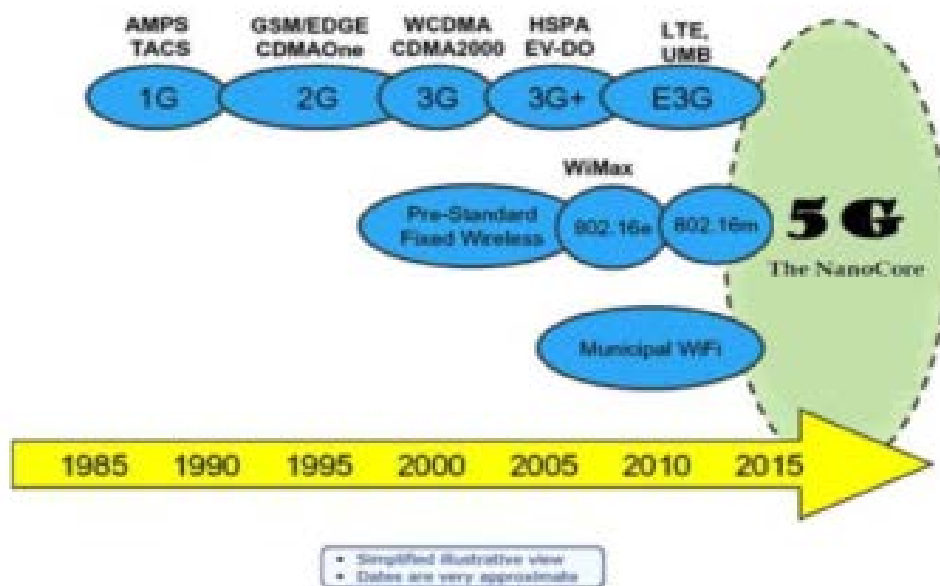 AMPS
TACS
GSM/EDGE
CDMAOne
WCDMA
CDMA2000
HSPA
EV-DO
LTE,
UMB
1G
2G
3G
3G+
E3G
WiMax
Pre-Standard
Fixed Wireless
802.16e
802.16m
5G
The NanoCore
Municipal WiFi
1985 1990 1995 2000 2005 2010 2015
• Simplified illustrative view
• Dates are very approximate